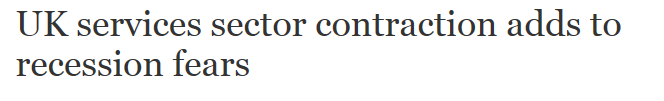 UK services sector contraction adds to
recession fears